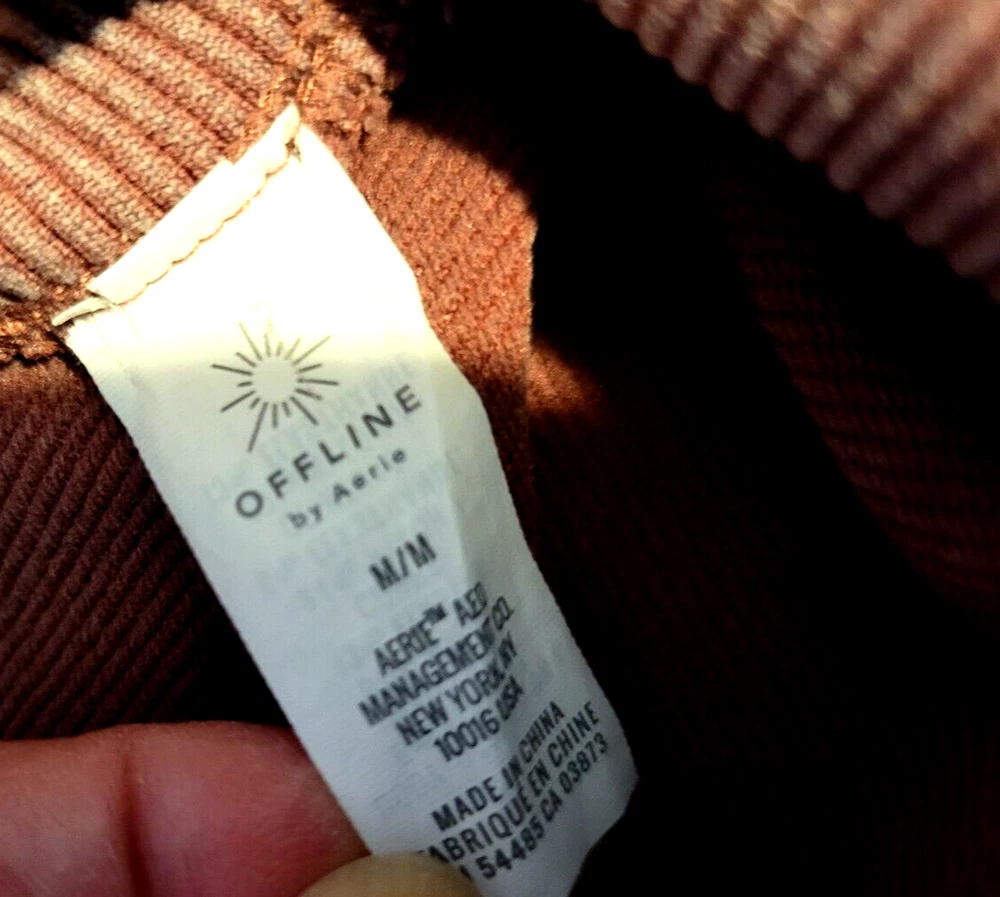 OFFLINE
by Aerie
M/M
AERIE™ AEO
MANAGEMENT CO.
NEW YORK, NY
10016 USA
MADE IN CHINA
FABRIQUÉ EN CHINE
54485 CA 03873